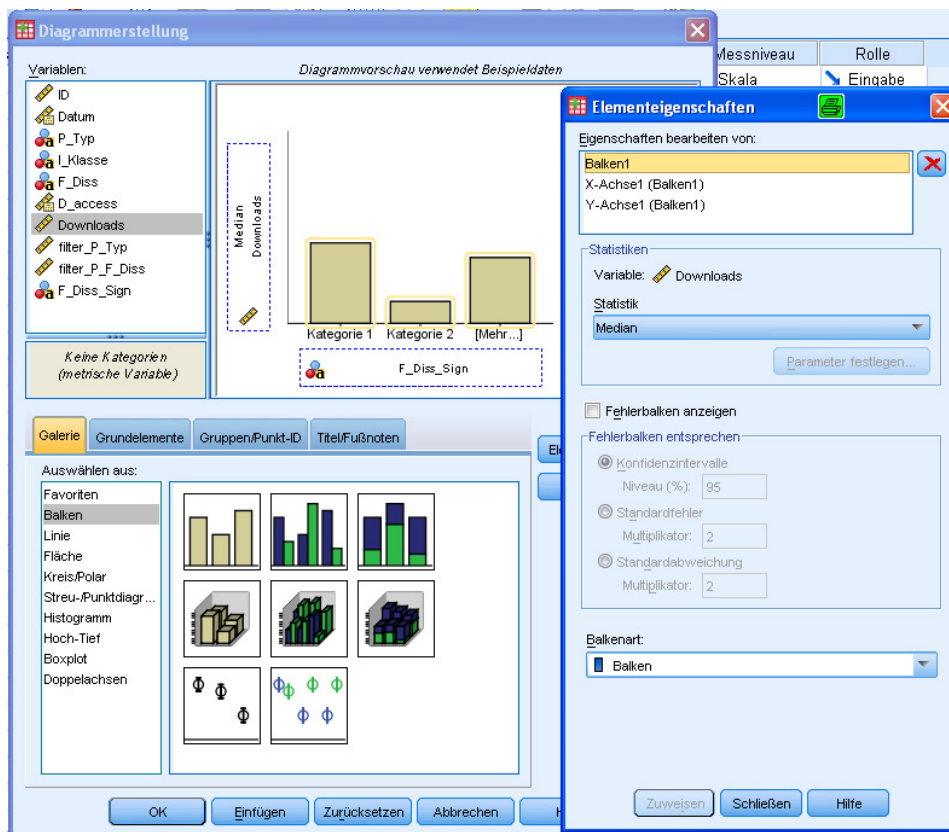 Diagrammerstellung
Messniveau
Rolle
Skala
Eingabe
Variablen:
Diagrammvorschau verwendet Beispieldaten
ID
Datum
P_Typ
I_Klasse
F_Diss
D_access
Downloads
filter_P_Typ
filter_P_F_Diss
F_Diss_Sign
Keine Kategorien
(metrische Variable)
Median
Downloads
Kategorie 1
Kategorie 2
[Mehr...]
F_Diss_Sign
Galerie
Grundelemente
Gruppen/Punkt-ID
Titel/Fußnoten
Auswählen aus:
Favoriten
Balken
Linie
Fläche
Kreis/Polar
Streu-/Punktdiagr...
Histogramm
Hoch-Tief
Boxplot
Doppelachsen
OK
Einfügen
Zurücksetzen
Abbrechen
Elementeigenschaften
Eigenschaften bearbeiten von:
Balken1
X-Achse1 (Balken1)
Y-Achse1 (Balken1)
Statistiken
Variable: Downloads
Statistik
Median
Parameter festlegen...
Fehlerbalken anzeigen
Fehlerbalken entsprechen
Konfidenzintervalle
Niveau (%): 95
Standardfehler
Multiplikator: 2
Standardabweichung
Multiplikator: 2
Balkenart:
Balken
Zuweisen
Schließen
Hilfe